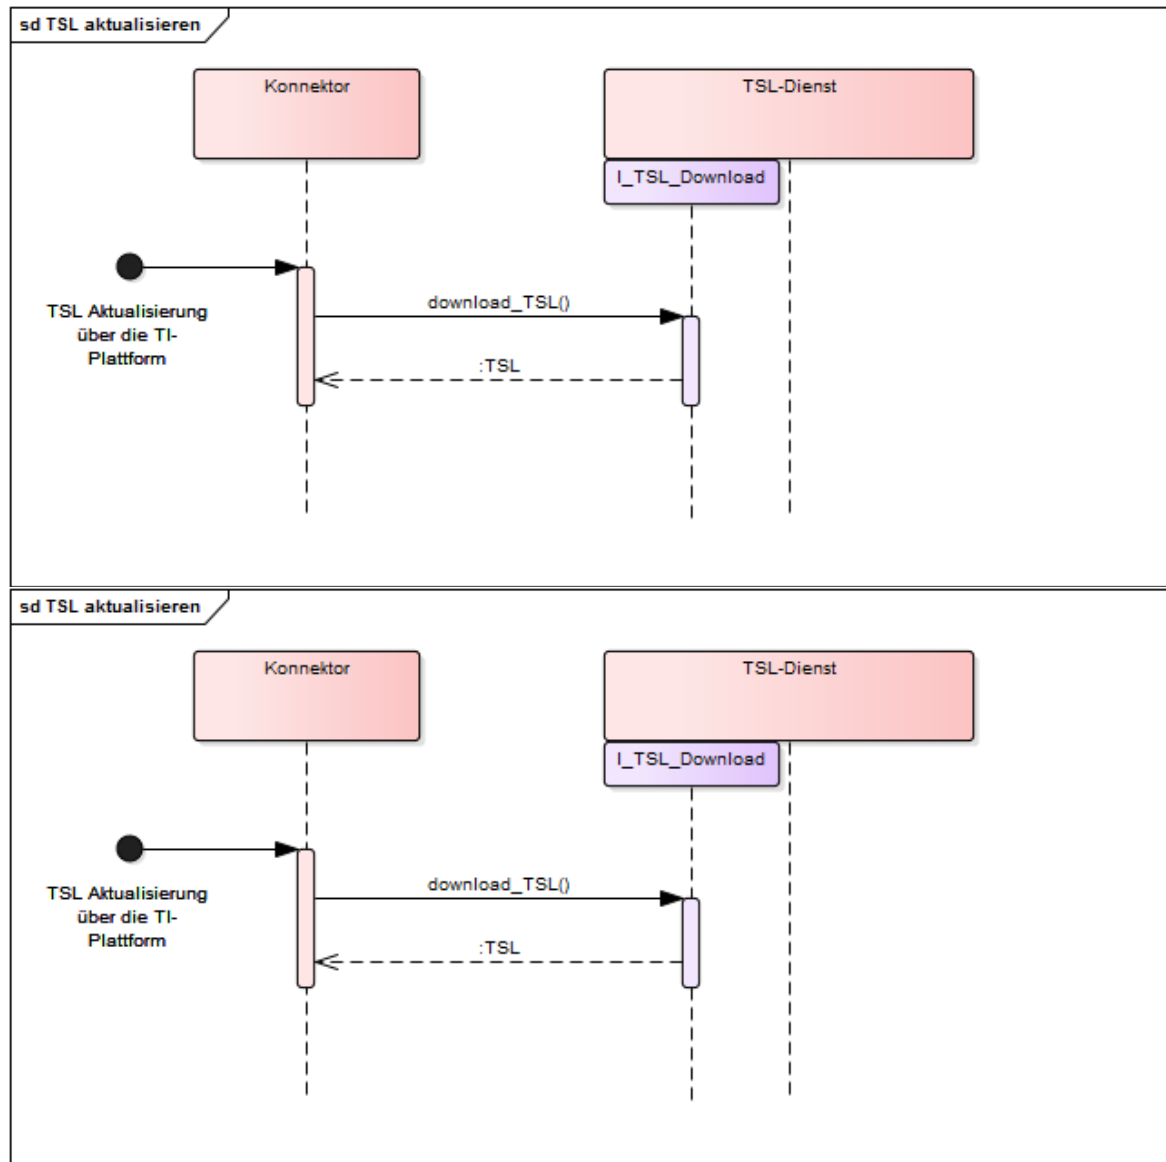 sd TSL aktualisieren
Konnektor
TSL-Dienst
I_TSL_Download
TSL Aktualisierung
über die TI-
Plattform
download_TSL()
:TSL
sd TSL aktualisieren
Konnektor
TSL-Dienst
I_TSL_Download
TSL Aktualisierung
über die TI-
Plattform
download_TSL()
:TSL